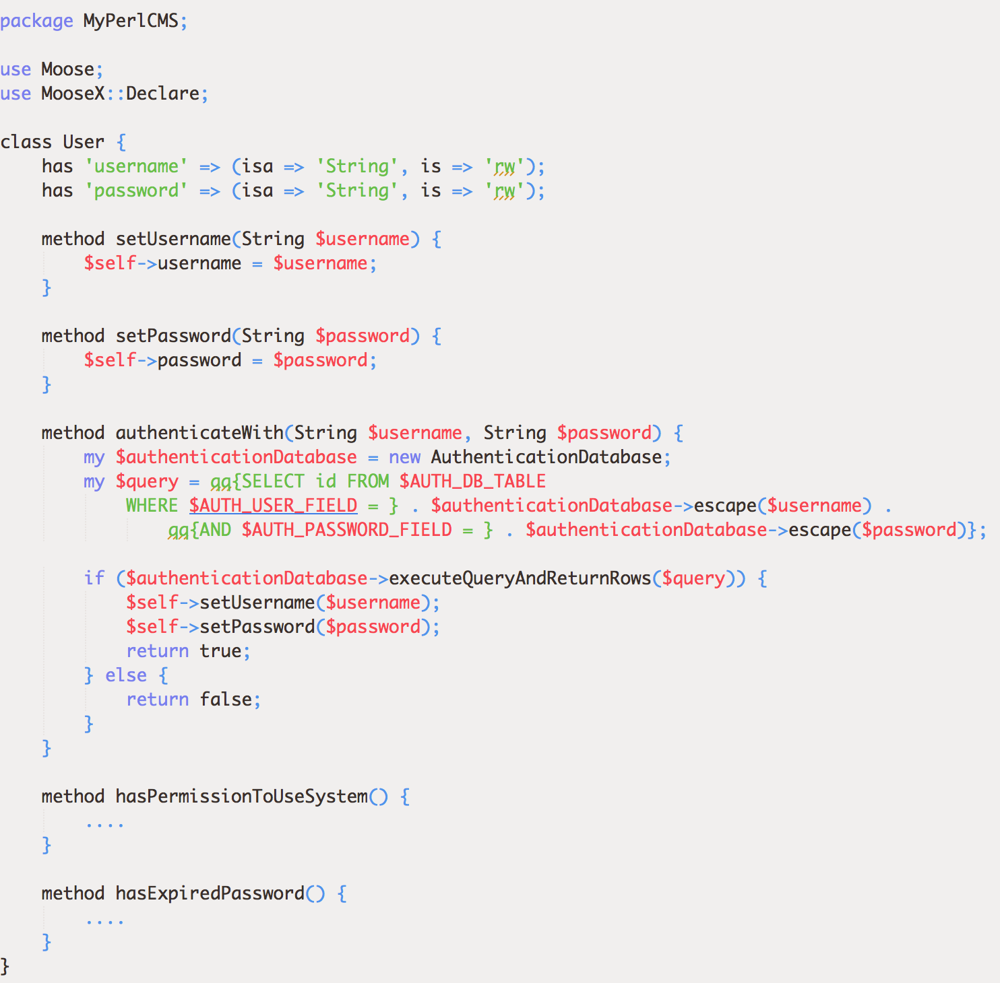 package MyPerlCMS;
use Moose;
use MooseX::Declare;
class User {
has 'username' => (isa => 'String', is => 'rw');
has 'password' => (isa => 'String', is => 'rw');
method setUsername(String $username) {
$self->username = $username;
}
method setPassword(String $password) {
$self->password = $password;
}
method authenticateWith(String $username, String $password) {
my $authenticationDatabase = new AuthenticationDatabase;
my $query = qq{SELECT id FROM $AUTH_DB_TABLE
WHERE $AUTH_USER_FIELD = } . $authenticationDatabase->escape($username) .
qq{AND $AUTH_PASSWORD_FIELD = } . $authenticationDatabase->escape($password)};
if ($authenticationDatabase->executeQueryAndReturnRows($query)) {
$self->setUsername($username);
$self->setPassword($password);
return true;
} else {
return false;
}
}
method hasPermissionToUseSystem() {
....
}
method hasExpiredPassword() {
....
}
}